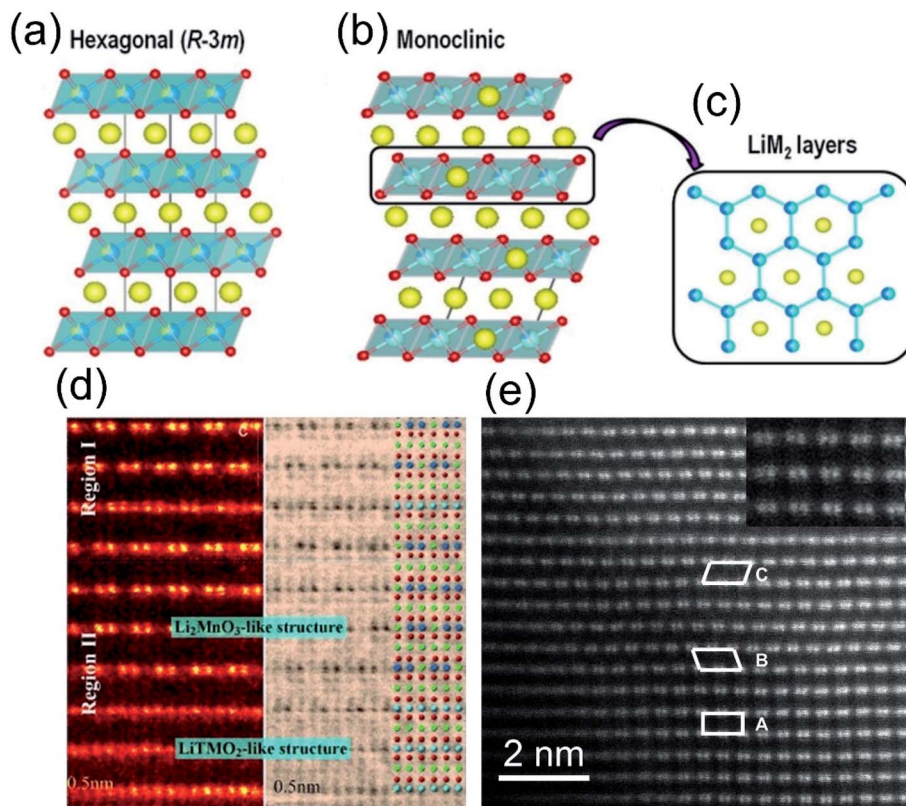 (a) Hexagonal (R-3m)
(b) Monoclinic
(c)
LiM₂ layers
(d)
Region I
C
Li₂MnO₃-like structure
Region II
LiTMO₂-like structure
0.5nm
0.5nm
(e)
C
B
A
2 nm